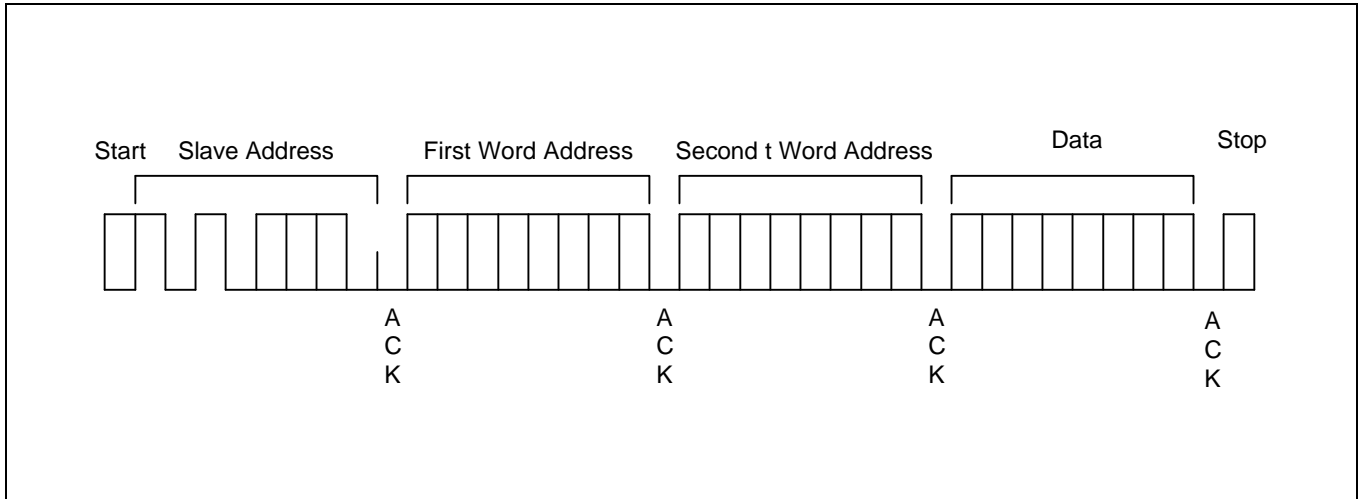 Start Slave Address First Word Address Second t Word Address Data Stop
A A A A
C C C C
K K K K